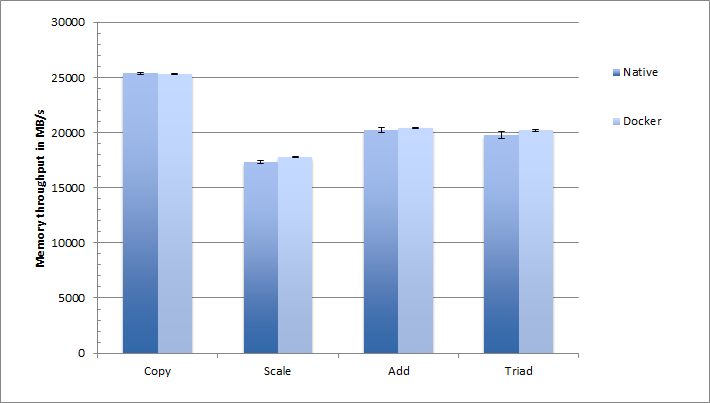 30000
25000
20000
15000
10000
5000
0
Memory throughput in MB/s
Copy
Scale
Add
Triad
Native
Docker